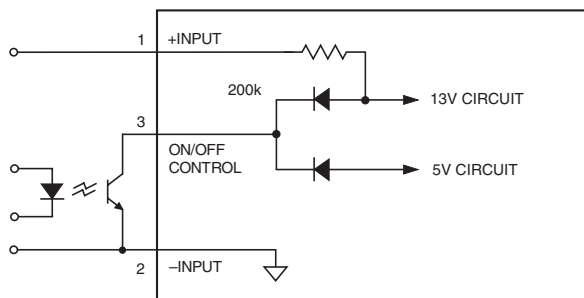 1
+INPUT
200k
13V CIRCUIT
3
ON/OFF
CONTROL
5V CIRCUIT
2
–INPUT